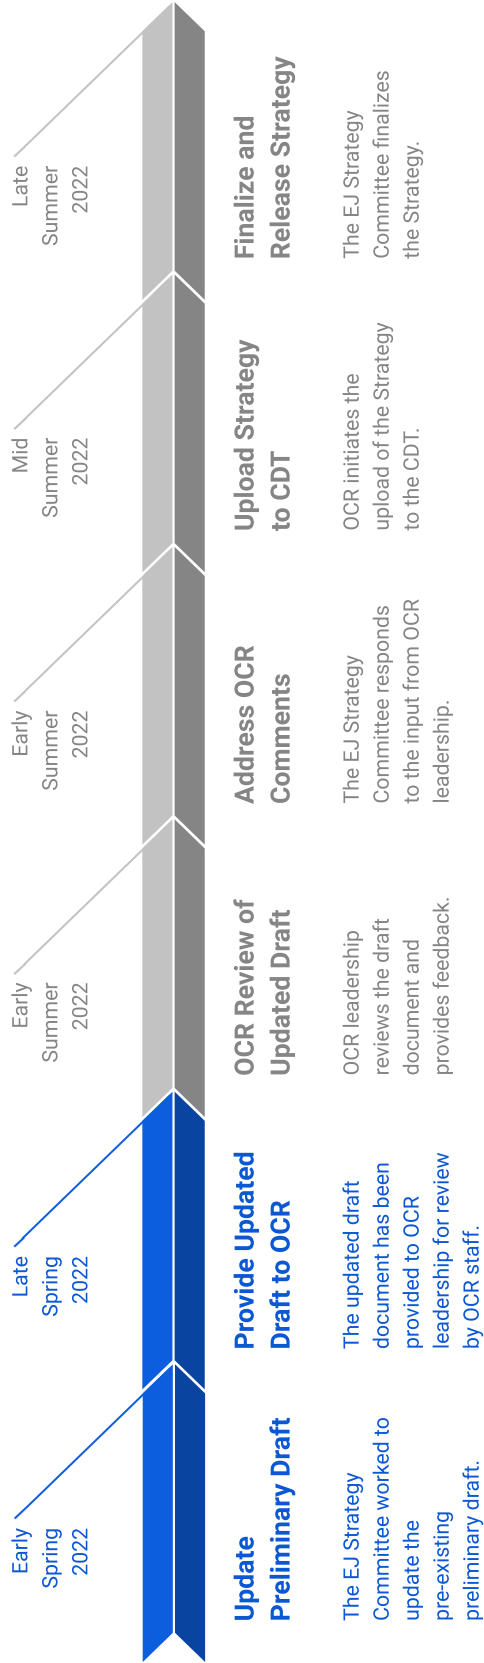 Early
Spring
2022
Update
Preliminary Draft
The EJ Strategy
Committee worked to
update the
pre-existing
preliminary draft.
Late
Spring
2022
Provide Updated
Draft to OCR
The updated draft
document has been
provided to OCR
leadership for review
by OCR staff.
Early
Summer
2022
OCR Review of
Updated Draft
OCR leadership
reviews the draft
document and
provides feedback.
Early
Summer
2022
Address OCR
Comments
The EJ Strategy
Committee responds
to the input from OCR
leadership.
Mid
Summer
2022
Upload Strategy
to CDT
OCR initiates the
upload of the Strategy
to the CDT.
Late
Summer
2022
Finalize and
Release Strategy
The EJ Strategy
Committee finalizes
the Strategy.